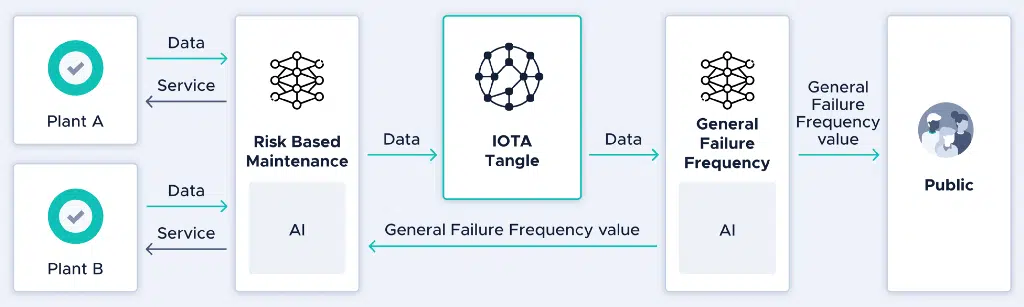 Plant A
Data
Service
Plant B
Data
Service
Risk Based
Maintenance
AI
Data
IOTA
Tangle
Data
General Failure Frequency value
General
Failure
Frequency
AI
General
Failure
Frequency
value
Public